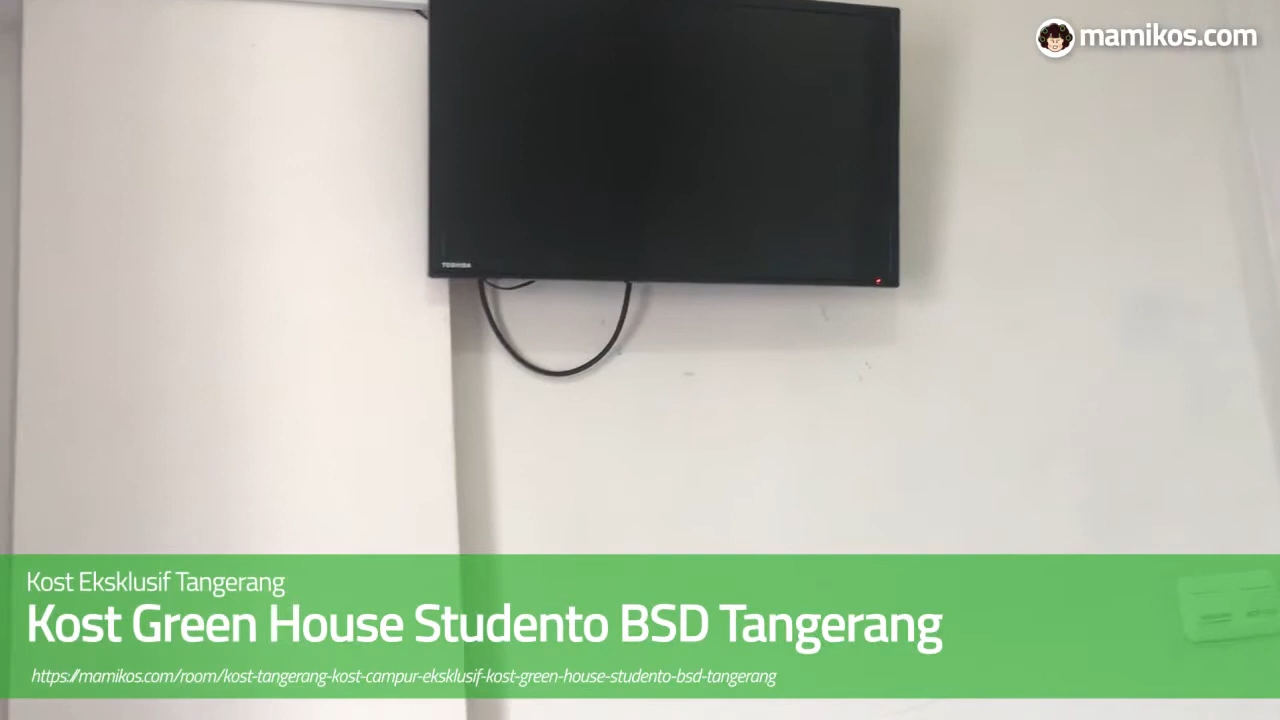 mamikos.com
TOSHIBA
Kost Eksklusif Tangerang
Kost Green House Studento BSD Tangerang
https://mamikos.com/room/kost-tangerang-kost-campur-eksklusif-kost-green-house-studento-bsd-tangerang